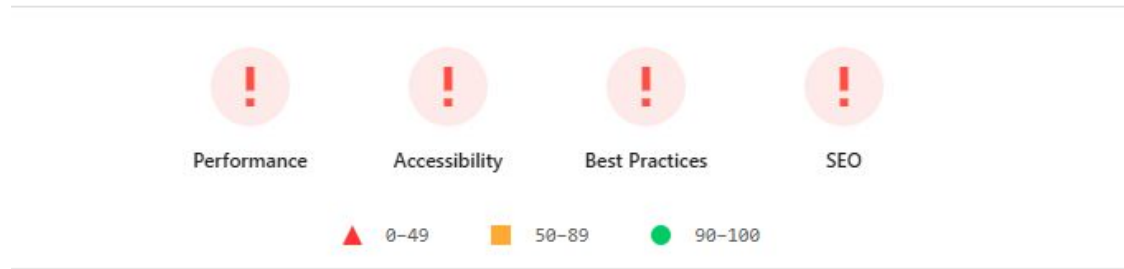 ! ! ! !
Performance Accessibility Best Practices SEO
0–49 50–89 90–100